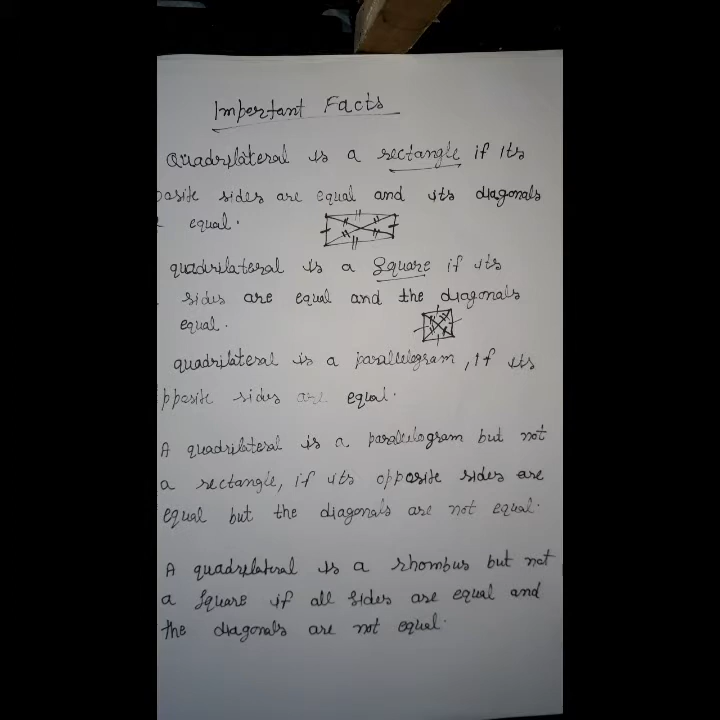 Important Facts
Quadrilateral is a rectangle if its
posite sides are equal and its diagonals
equal.
quadrilateral is a Square if its
sides are equal and the diagonals
equal.
quadrilateral is a parallelogram, if its
pposite sides are equal.
A quadrilateral is a parallelogram but not
a rectangle, if its opposite sides are
equal but the diagonals are not equal.
A quadrilateral is a rhombus but not
a Square if all sides are equal and
the diagonals are not equal.